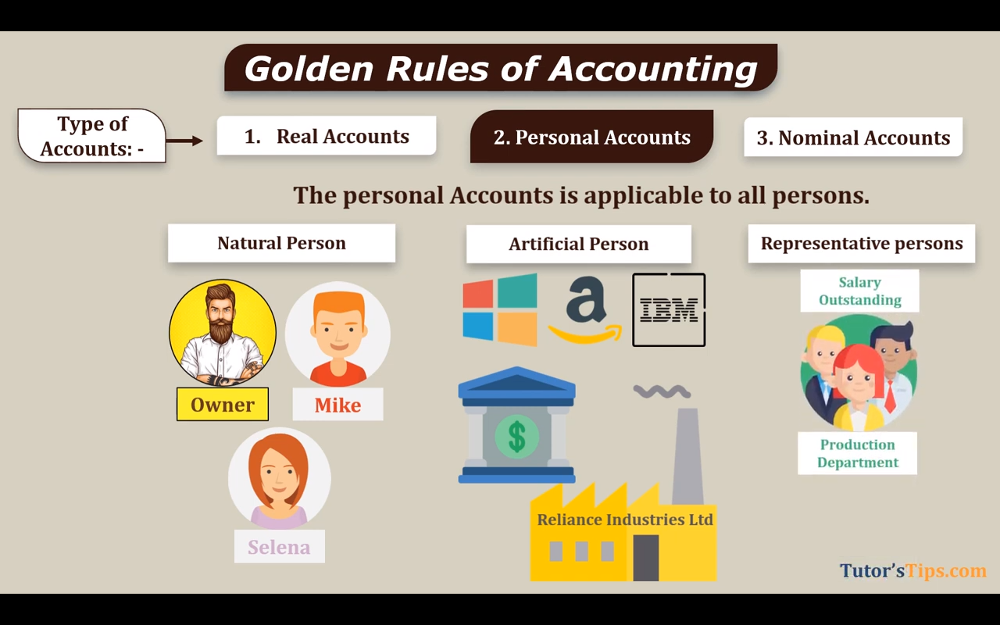 Golden Rules of Accounting
Type of
Accounts: -
1. Real Accounts
2. Personal Accounts
3. Nominal Accounts
The personal Accounts is applicable to all persons.
Natural Person
Artificial Person
Representative persons
Owner
Mike
Selena
a
IBM
$
Reliance Industries Ltd
Salary
Outstanding
Production
Department
Tutor'sTips.com